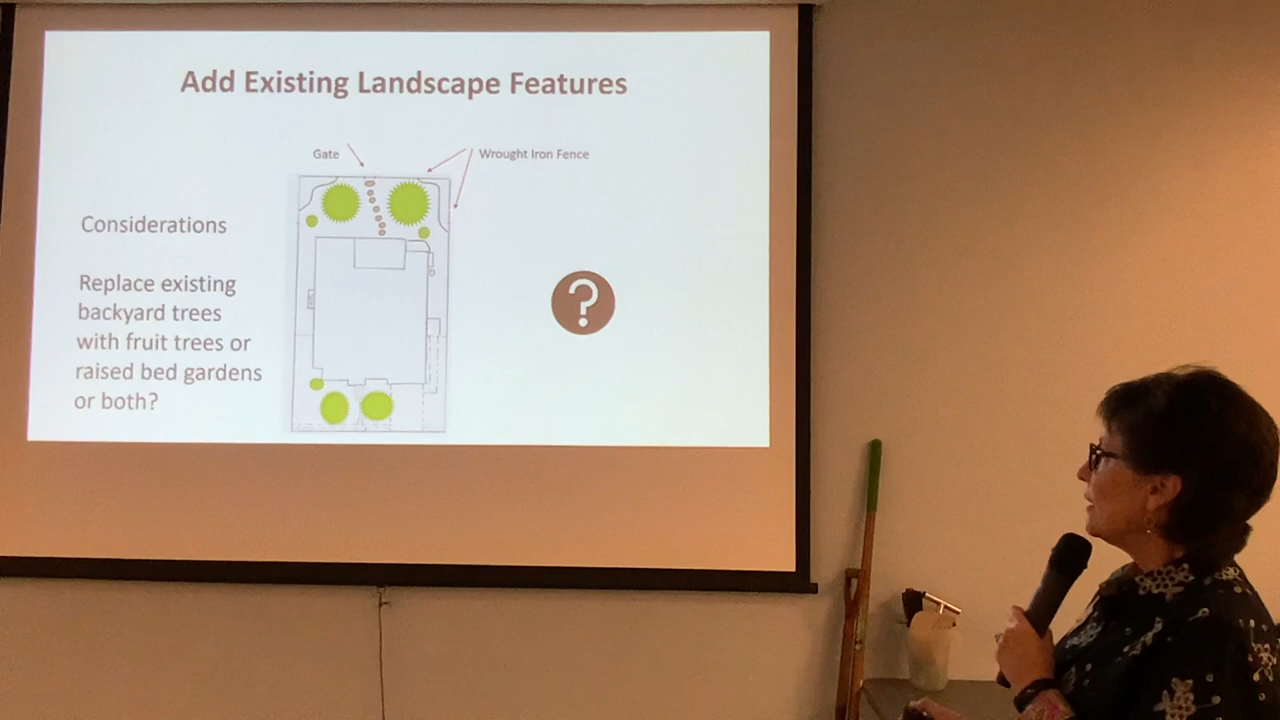 Add Existing Landscape Features
Gate
Wrought Iron Fence
Considerations
Replace existing
backyard trees
with fruit trees or
raised bed gardens
or both?
?